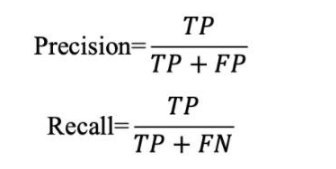 Precision= TP / TP + FP
Recall= TP / TP + FN